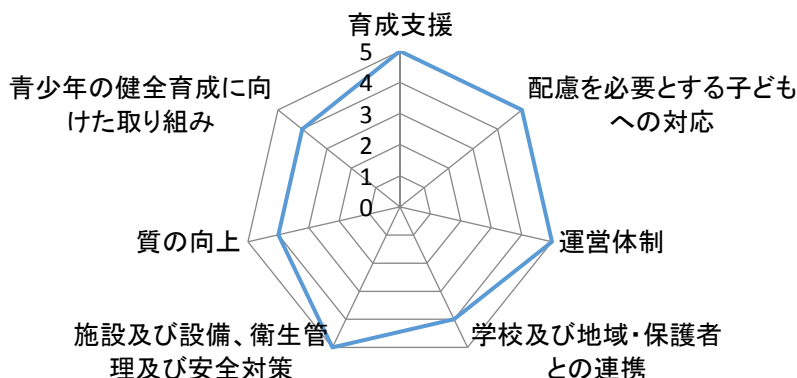 育成支援
5
4
3
2
1
0
配慮を必要とする子ども
への対応
運営体制
学校及び地域・保護者
との連携
施設及び設備、衛生管
理及び安全対策
質の向上
青少年の健全育成に向
けた取り組み